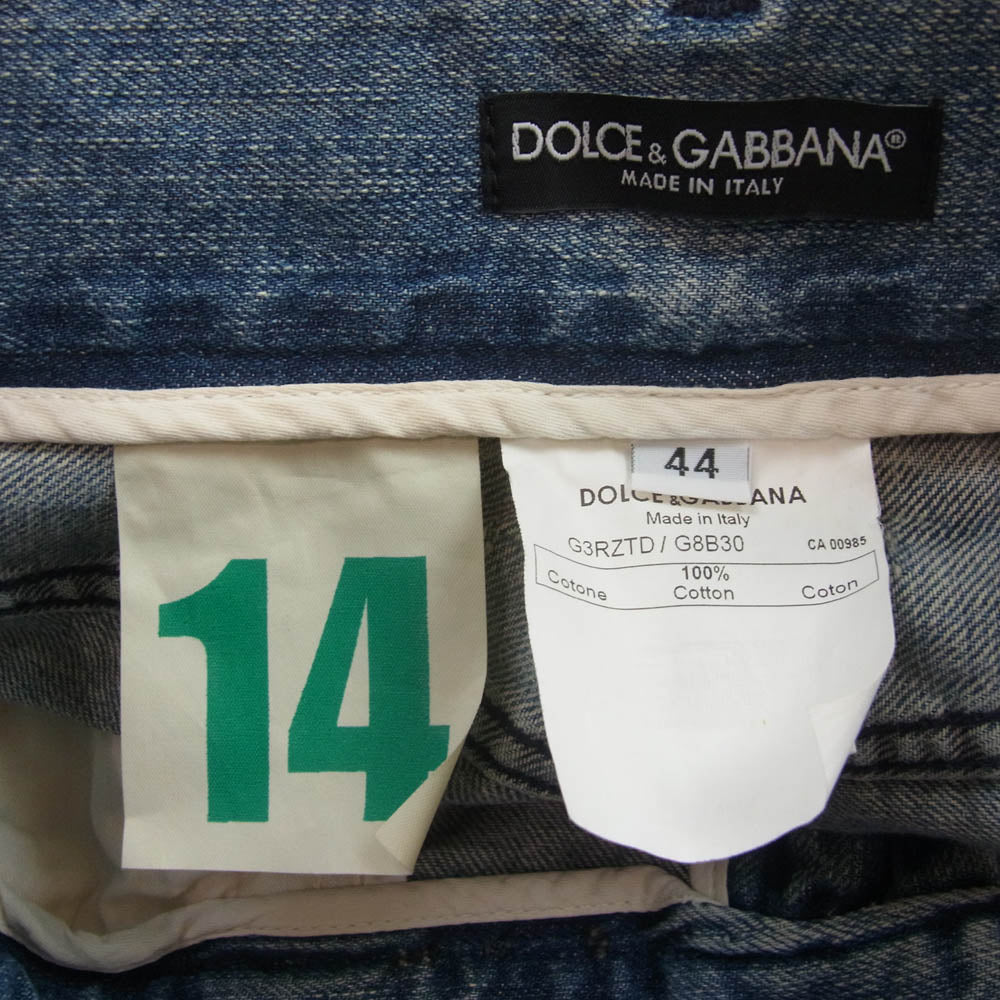 DOLCE & GABBANA®
MADE IN ITALY
14
44
DOLCE & GABBANA
Made in Italy
G3RZTD / G8B30 CA 00985
100%
Cotone Cotton Coton